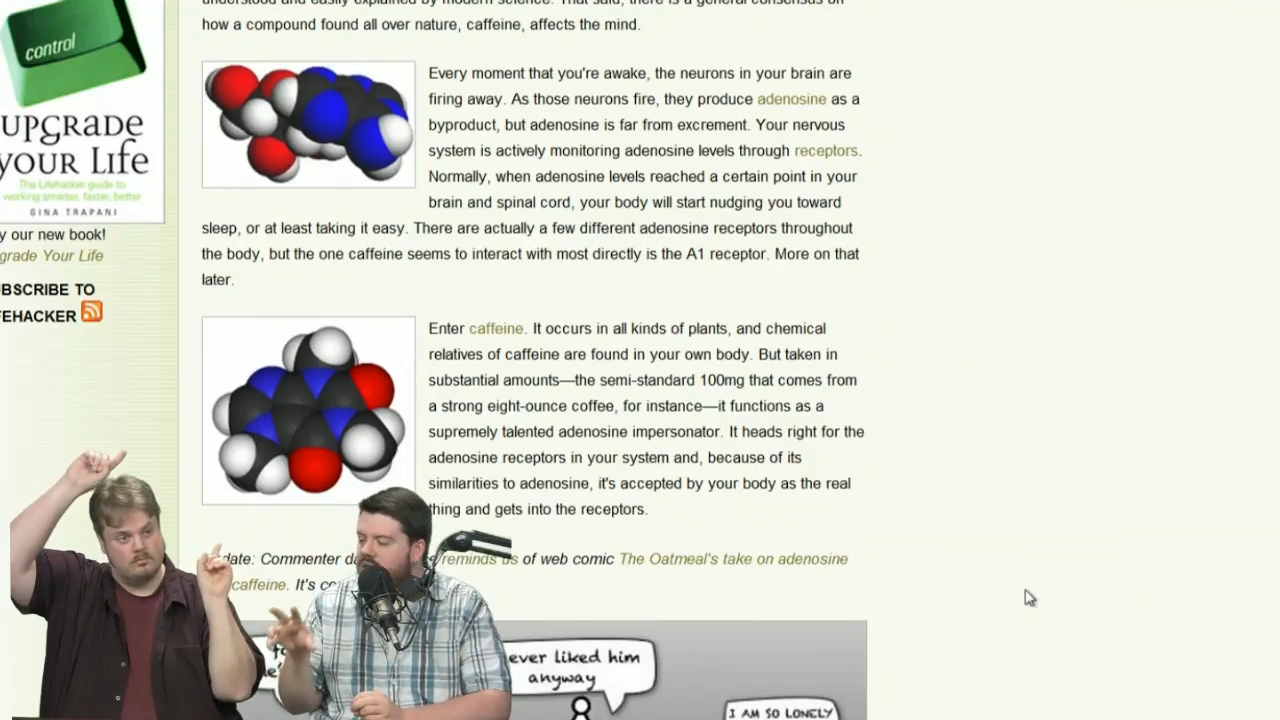 understood and easily explained by modern science. That said, there is a general consensus on
how a compound found all over nature, caffeine, affects the mind.
control
UPGRADE
YOUR LIFE
The Lifehacker guide to
working smarter, faster, better
GINA TRAPANI
y our new book!
grade Your Life
BSCRIBE TO
FEHACKER
Every moment that you're awake, the neurons in your brain are
firing away. As those neurons fire, they produce adenosine as a
byproduct, but adenosine is far from excrement. Your nervous
system is actively monitoring adenosine levels through receptors.
Normally, when adenosine levels reached a certain point in your
brain and spinal cord, your body will start nudging you toward
sleep, or at least taking it easy. There are actually a few different adenosine receptors throughout
the body, but the one caffeine seems to interact with most directly is the A1 receptor. More on that
later.
Enter caffeine. It occurs in all kinds of plants, and chemical
relatives of caffeine are found in your own body. But taken in
substantial amounts—the semi-standard 100mg that comes from
a strong eight-ounce coffee, for instance—it functions as a
supremely talented adenosine impersonator. It heads right for the
adenosine receptors in your system and, because of its
similarities to adenosine, it's accepted by your body as the real
thing and gets into the receptors.
date: Commenter reminds us of web comic The Oatmeal's take on adenosine
caffeine. It's
ever liked him
anyway
I AM SO LONELY